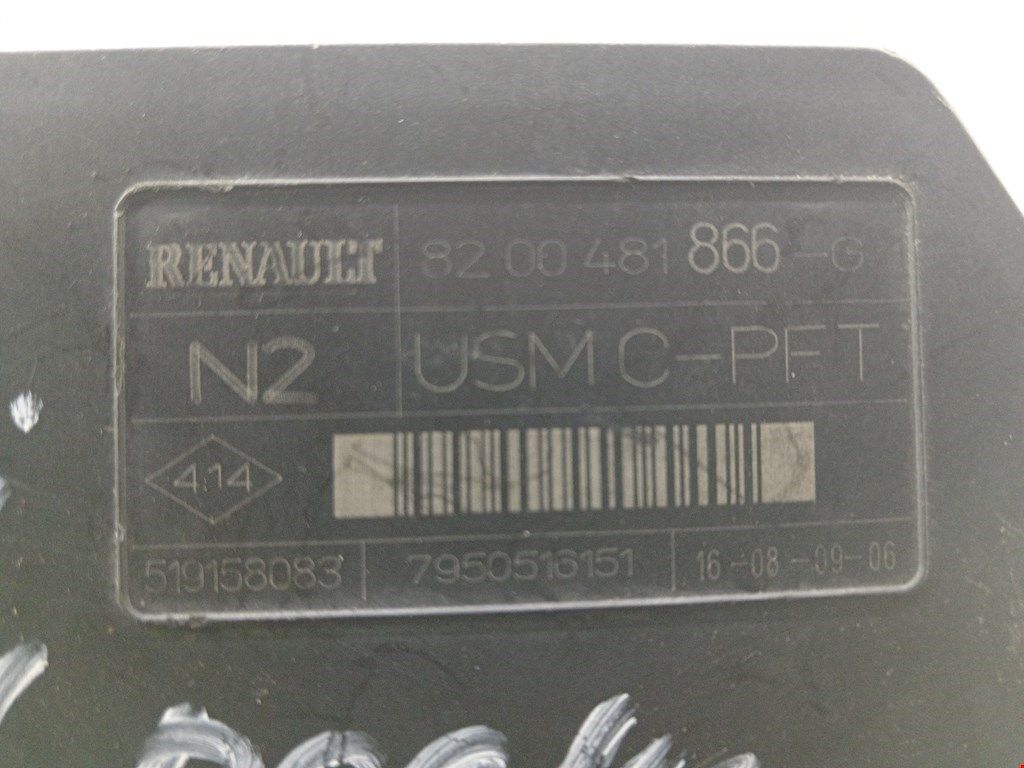 RENAULT 82 00 481 866-G
N2 USM C-PFT
4.14
519158083 7950516151 16-08-09-06